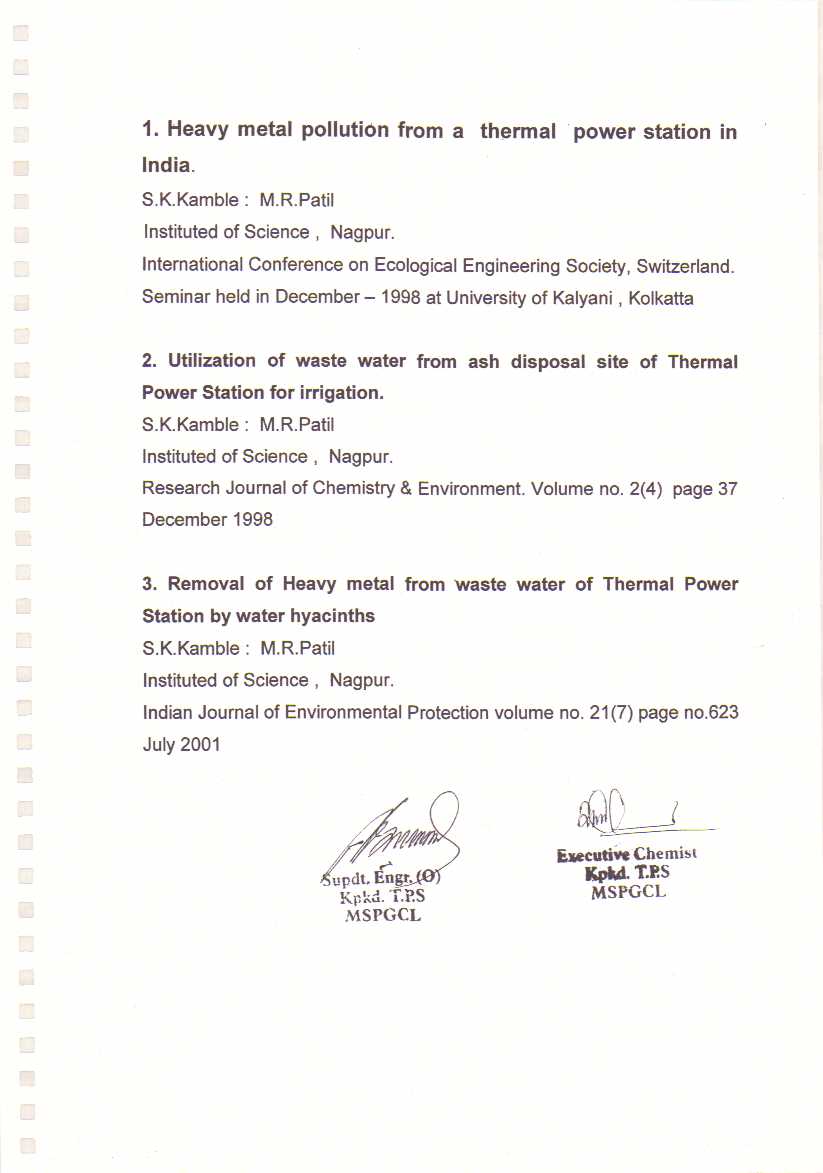 1. Heavy metal pollution from a thermal power station in
India.
S.K.Kamble : M.R.Patil
Instituted of Science , Nagpur.
International Conference on Ecological Engineering Society, Switzerland.
Seminar held in December – 1998 at University of Kalyani , Kolkatta
2. Utilization of waste water from ash disposal site of Thermal
Power Station for irrigation.
S.K.Kamble : M.R.Patil
Instituted of Science , Nagpur.
Research Journal of Chemistry & Environment. Volume no. 2(4) page 37
December 1998
3. Removal of Heavy metal from waste water of Thermal Power
Station by water hyacinths
S.K.Kamble : M.R.Patil
Instituted of Science , Nagpur.
Indian Journal of Environmental Protection volume no. 21(7) page no.623
July 2001
Supdt. Engr. (O)
Kpkd. T.P.S
MSPGCL
Executive Chemist
Kpkd. T.P.S
MSPGCL